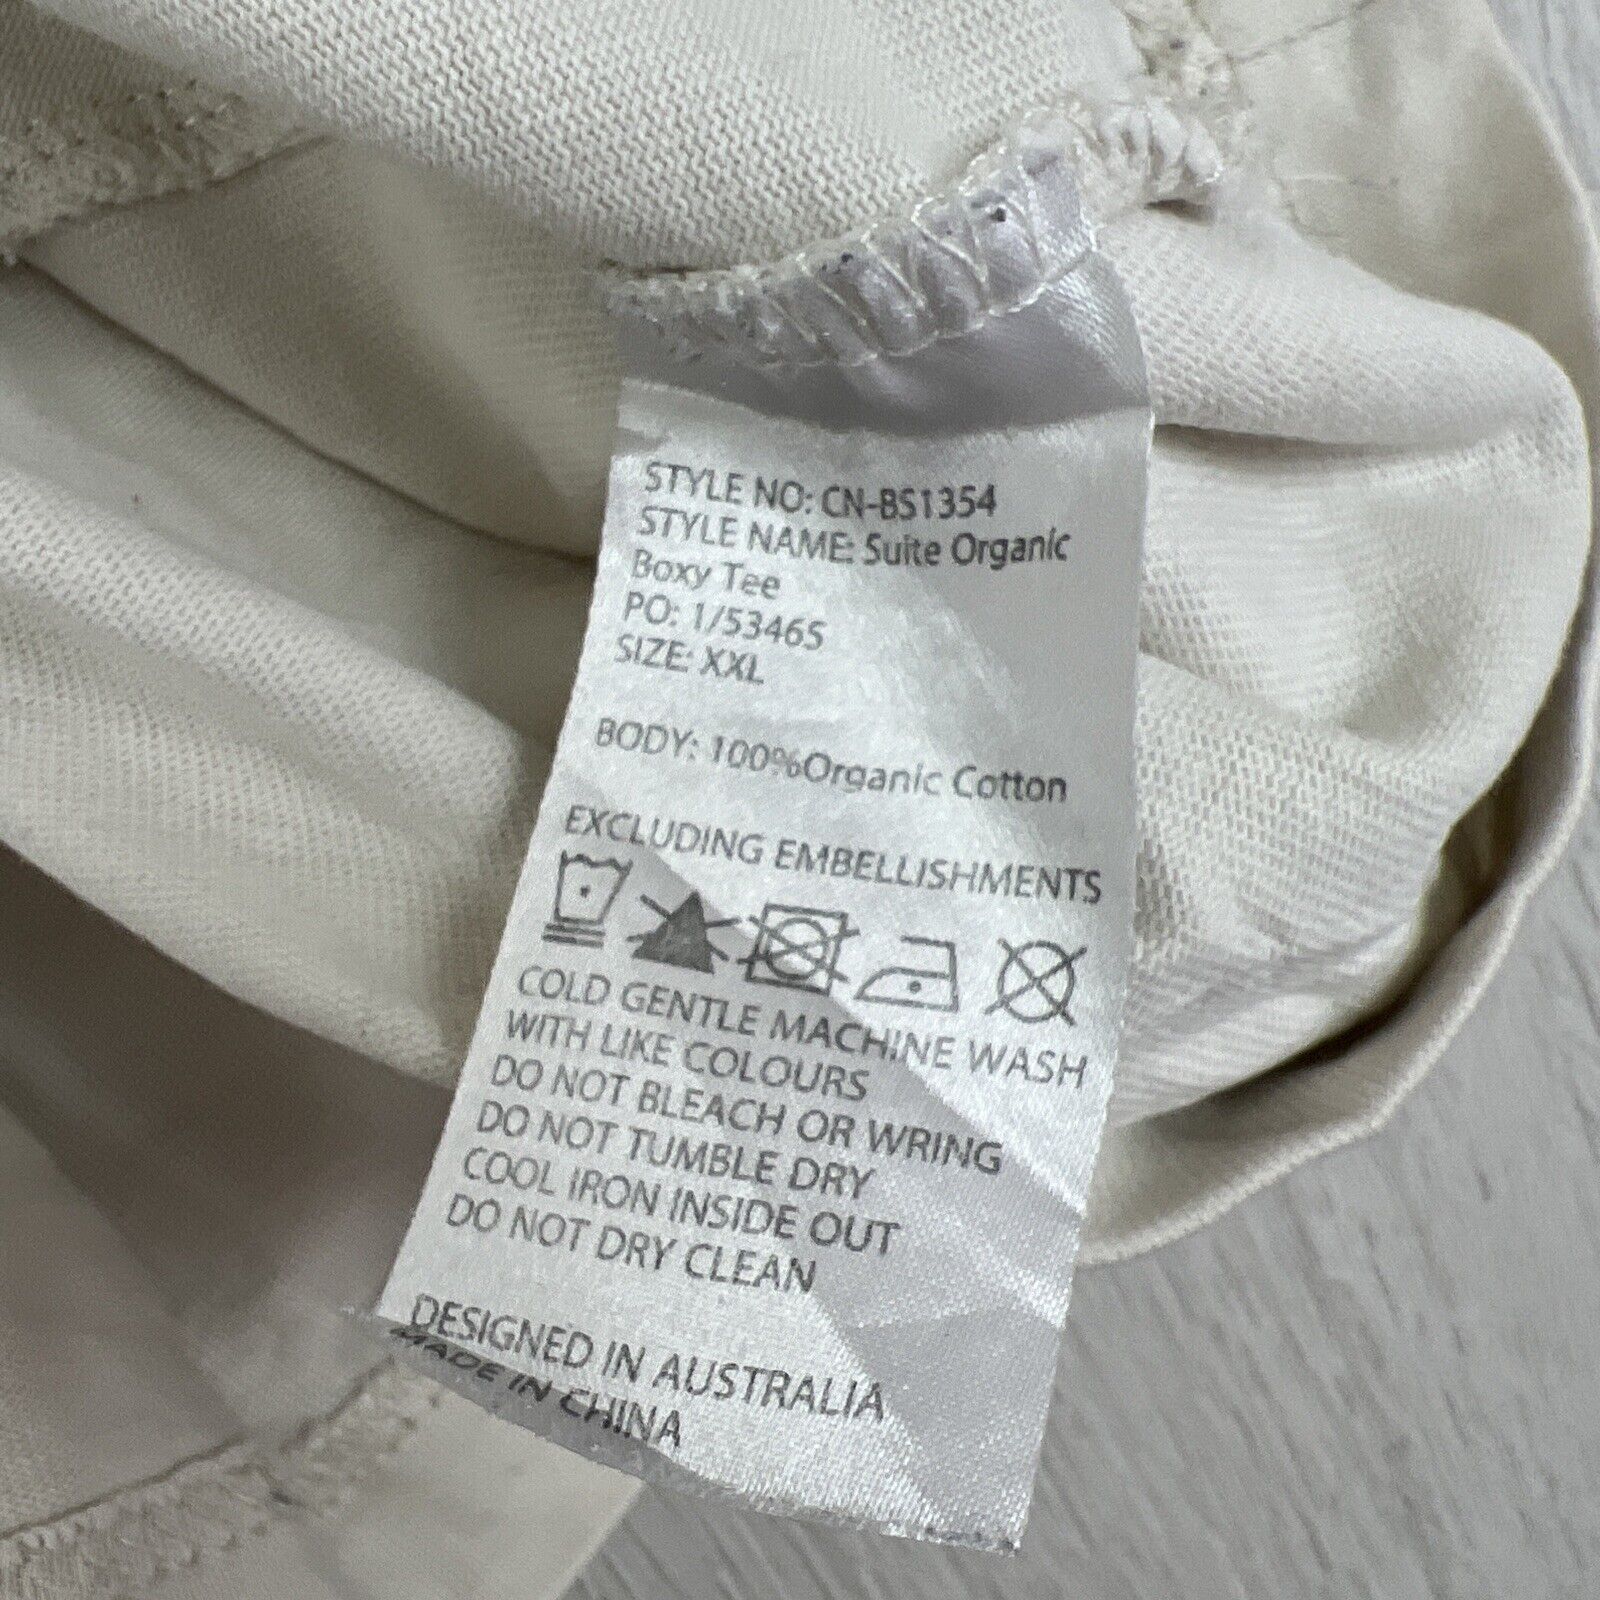 STYLE NO: CN-BS1354
STYLE NAME: Suite Organic
Boxy Tee
PO: 1/53465
SIZE: XXL
BODY: 100%Organic Cotton
EXCLUDING EMBELLISHMENTS
COLD GENTLE MACHINE WASH
WITH LIKE COLOURS
DO NOT BLEACH OR WRING
DO NOT TUMBLE DRY
COOL IRON INSIDE OUT
DO NOT DRY CLEAN
DESIGNED IN AUSTRALIA
MADE IN CHINA